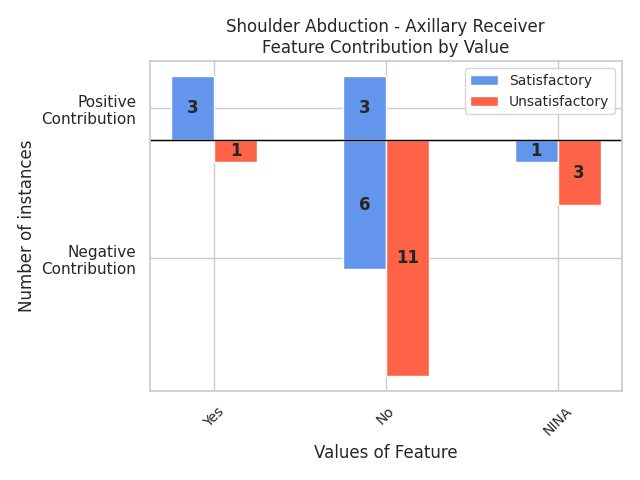 Shoulder Abduction - Axillary Receiver
Feature Contribution by Value
Satisfactory
Unsatisfactory
Positive
Contribution
Negative
Contribution
Number of instances
3
1
3
6
11
1
3
Yes
No
NINA
Values of Feature